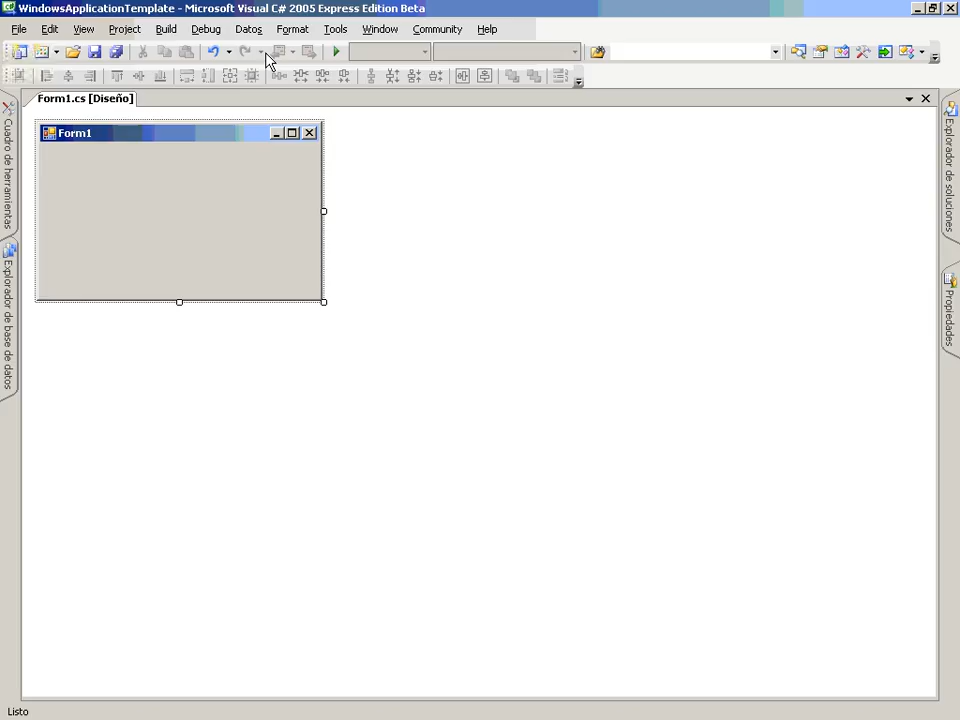 WindowsApplicationTemplate - Microsoft Visual C# 2005 Express Edition Beta
File Edit View Project Build Debug Datos Format Tools Window Community Help
Form1.cs [Diseño]
Form1
Cuadro de herramientas
Explorador de base de datos
Explorador de soluciones
Propiedades
Listo